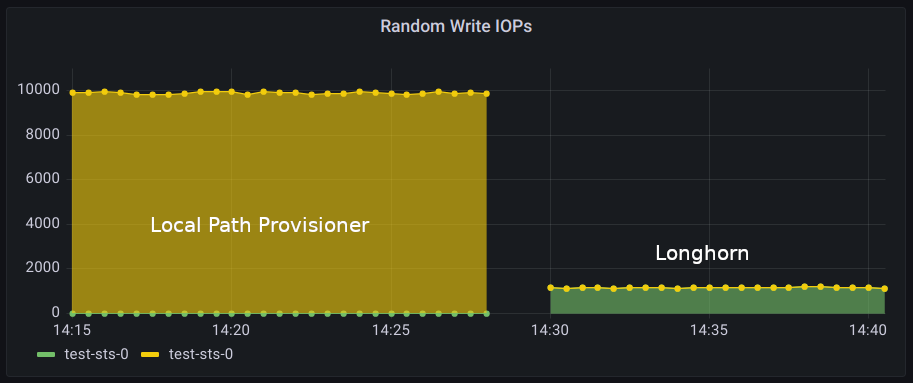 Random Write IOPs
10000
8000
6000
4000
2000
0
Local Path Provisioner
Longhorn
14:15 14:20 14:25 14:30 14:35 14:40
test-sts-0 test-sts-0